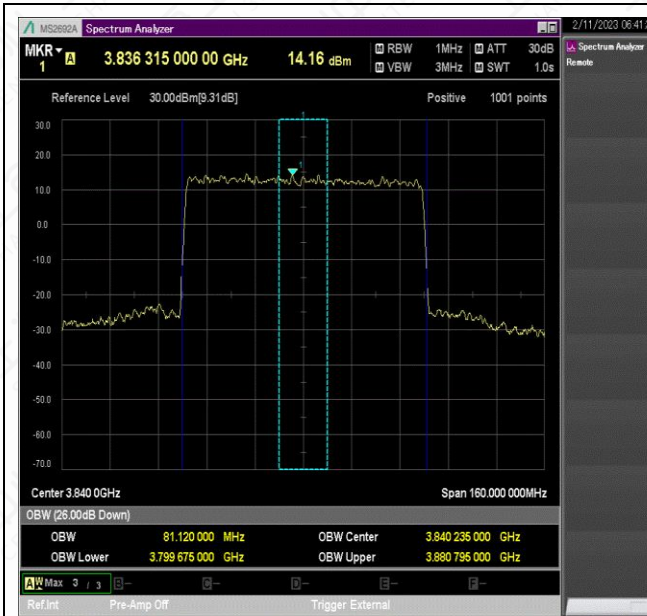 MS2692A Spectrum Analyzer
2/11/2023 06:41:
MKR 1 A 3.836 315 000 00 GHz 14.16 dBm
M RBW 1MHz M ATT 30dB
M VBW 3MHz M SWT 1.0s
Spectrum Analyzer
Remote
Reference Level 30.00dBm[9.31dB] Positive 1001 points
30.0
20.0
10.0
0.0
-10.0
-20.0
-30.0
-40.0
-50.0
-60.0
-70.0
1
1
Center 3.840 0GHz Span 160.000 000MHz
OBW (26.00dB Down)
OBW 81.120 000 MHz OBW Center 3.840 235 000 GHz
OBW Lower 3.799 675 000 GHz OBW Upper 3.880 795 000 GHz
A W Max 3 / 3 B- C- D- E- F-
Ref.Int Pre-Amp Off Trigger External